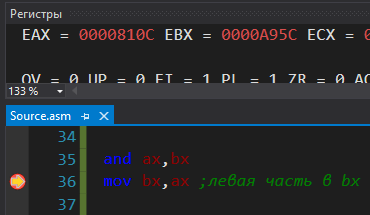 Регистры
EAX = 0000810C EBX = 0000A95C ECX = 0
OV = 0 UP = 0 EI = 1 PL = 1 ZR = 0 AC
133 %
Source.asm
34
35 and ax,bx
36 mov bx,ax ;левая часть в bx
37